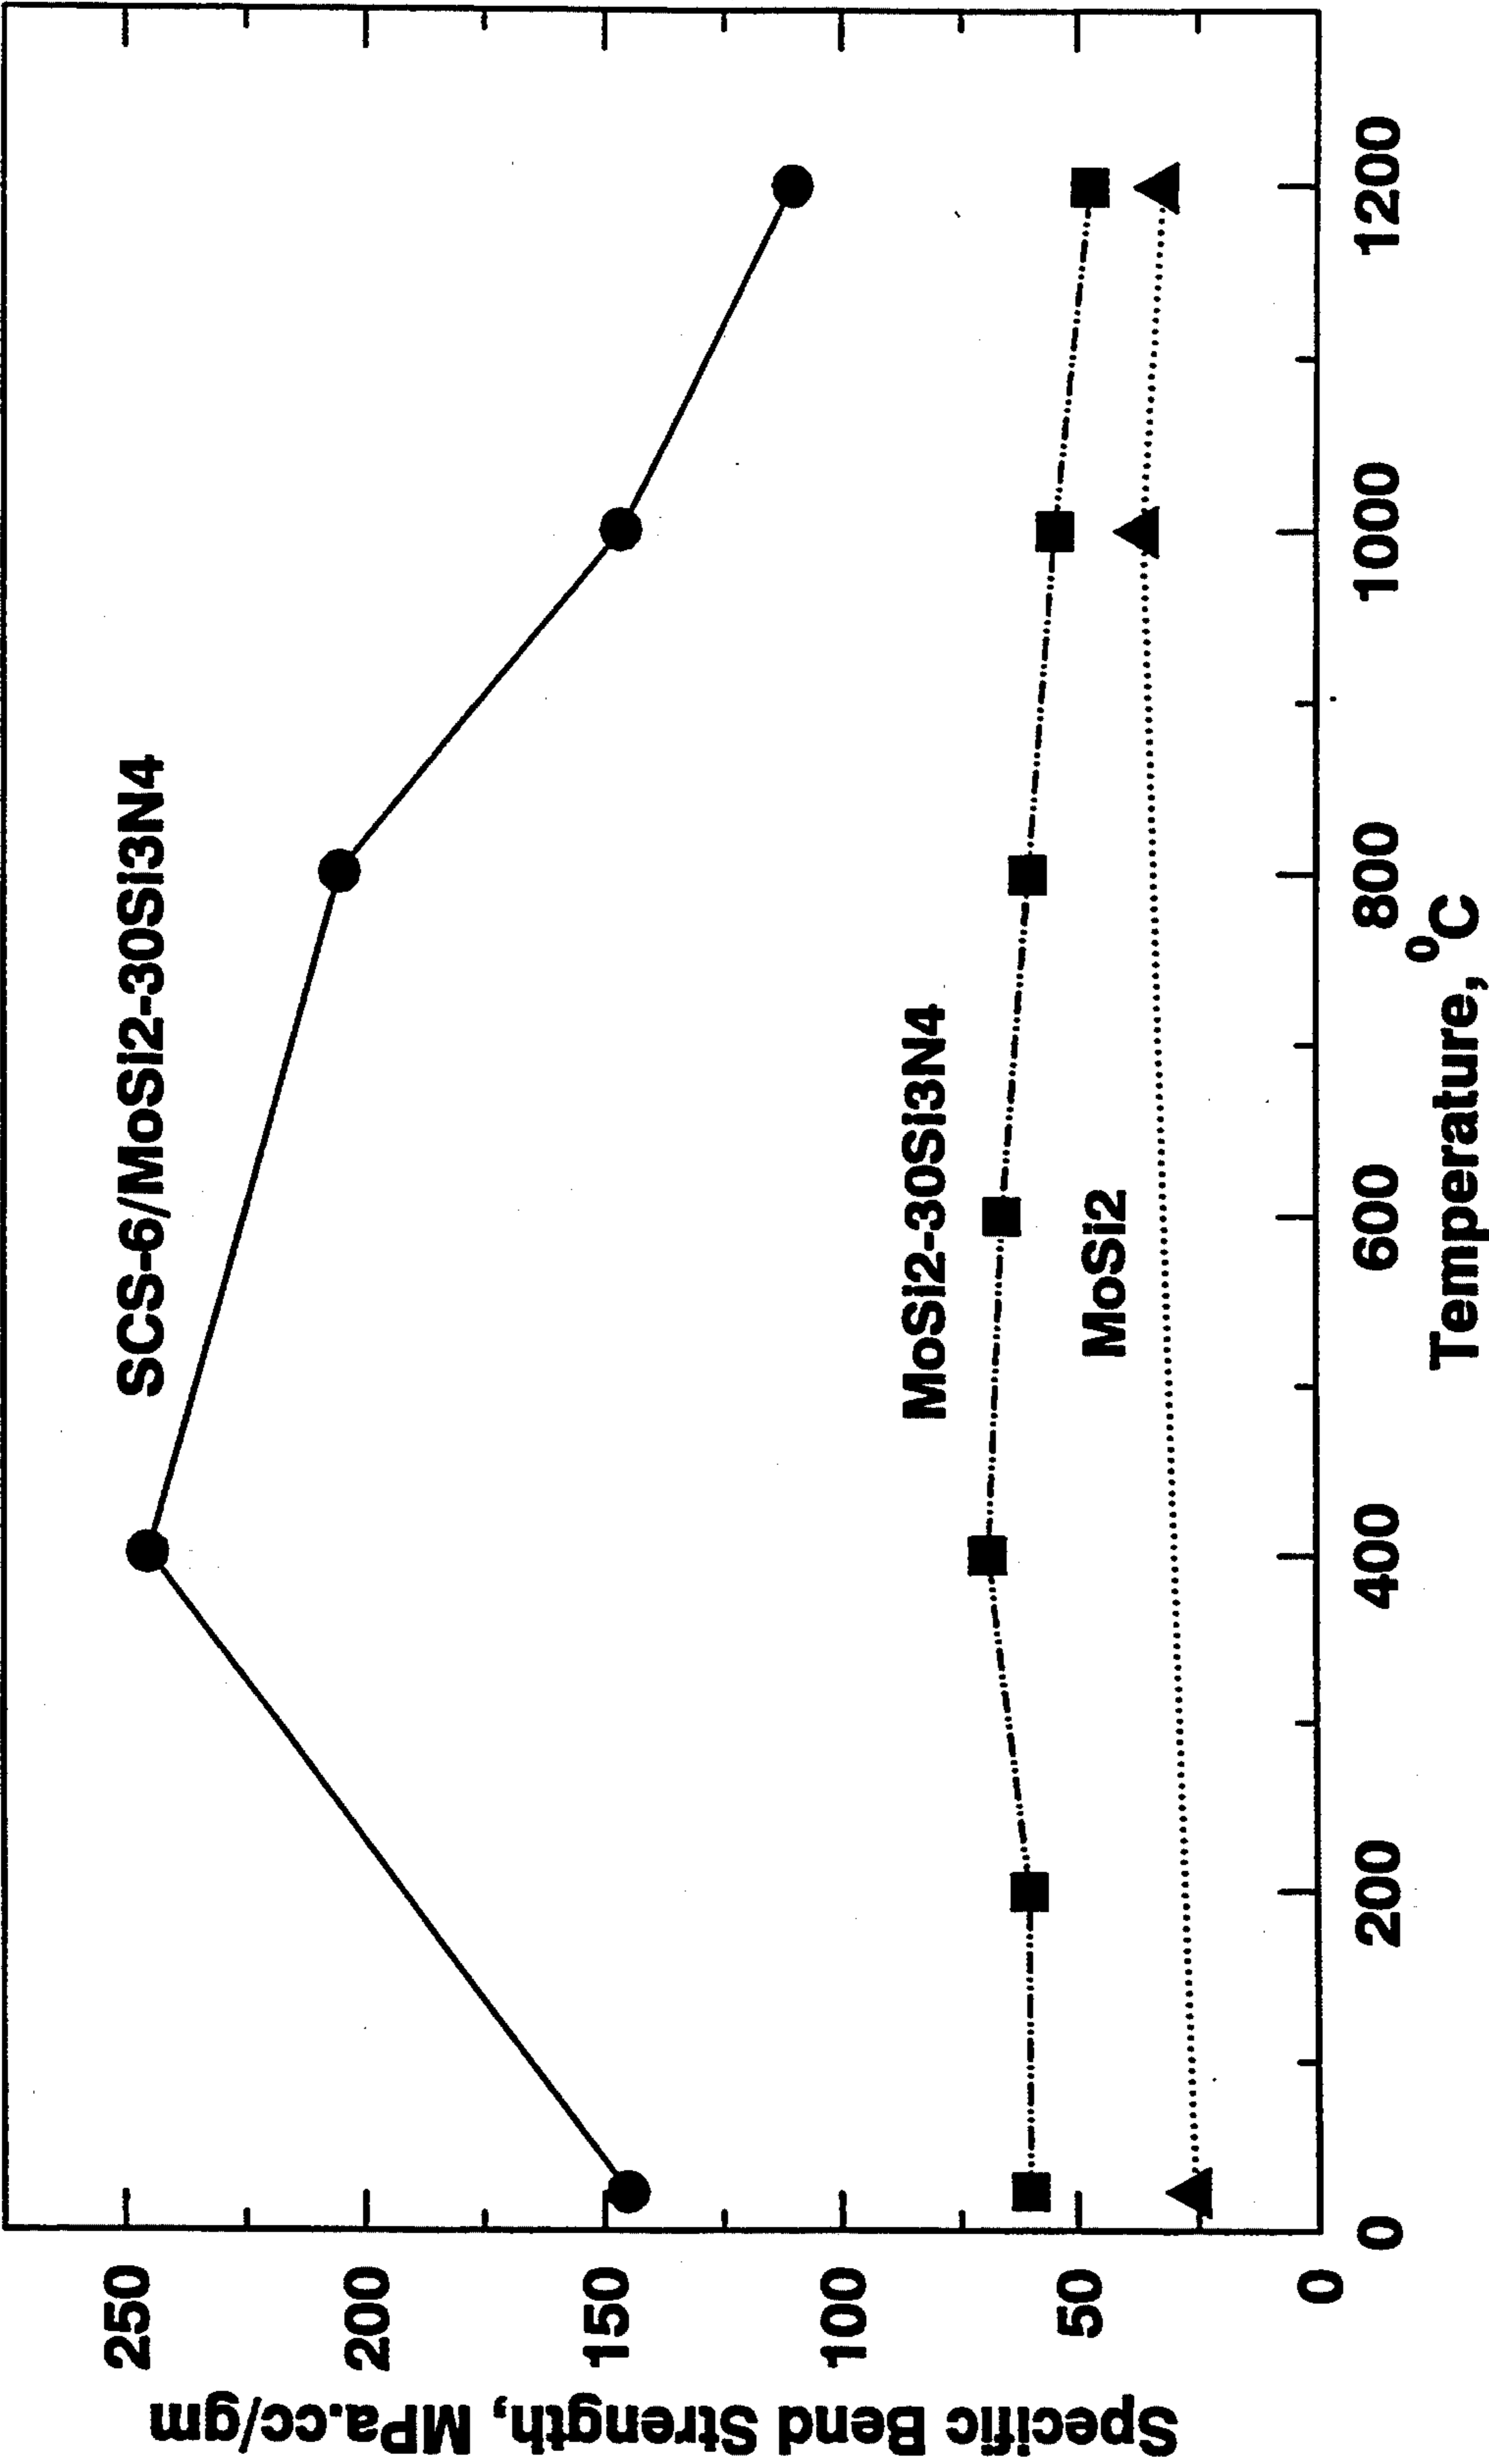 Specific Bend Strength, MPa.cc/gm
250
200
150
100
50
0
SCS-6/MoSi2-30Si3N4
MoSi2-30Si3N4
MoSi2
0
200
400
600
800
1000
1200
Temperature, ⁰C